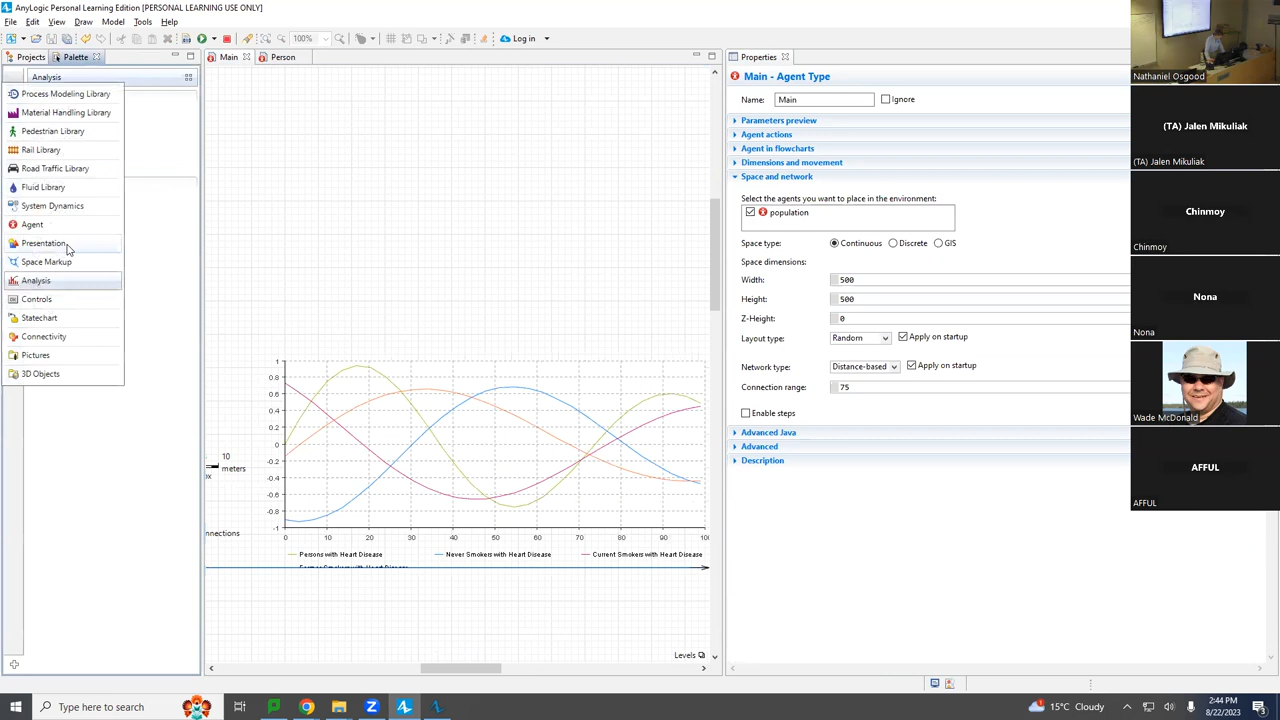 AnyLogic Personal Learning Edition [PERSONAL LEARNING USE ONLY]
File Edit View Draw Model Tools Help
100% Log in
Projects Palette
Main Person
Properties
Analysis
Process Modeling Library
Material Handling Library
Pedestrian Library
Rail Library
Road Traffic Library
Fluid Library
System Dynamics
Agent
Presentation
Space Markup
Analysis
Controls
Statechart
Connectivity
Pictures
3D Objects
10
meters
nnections
1
0.8
0.6
0.4
0.2
0
-0.2
-0.4
-0.6
-0.8
-1
0 10 20 30 40 50 60 70 80 90 100
Persons with Heart Disease Never Smokers with Heart Disease Current Smokers with Heart Disease
Former Smokers with Heart Disease
Levels
Main - Agent Type
Name: Main Ignore
Parameters preview
Agent actions
Agent in flowcharts
Dimensions and movement
Space and network
Select the agents you want to place in the environment:
population
Space type: Continuous Discrete GIS
Space dimensions:
Width: 500
Height: 500
Z-Height: 0
Layout type: Random Apply on startup
Network type: Distance-based Apply on startup
Connection range: 75
Enable steps
Advanced Java
Advanced
Description
Nathaniel Osgood
(TA) Jalen Mikuliak
(TA) Jalen Mikuliak
Chinmoy
Chinmoy
Nona
Nona
Wade McDonald
AFFUL
AFFUL
Type here to search
15°C Cloudy
2:44 PM
8/22/2023
3